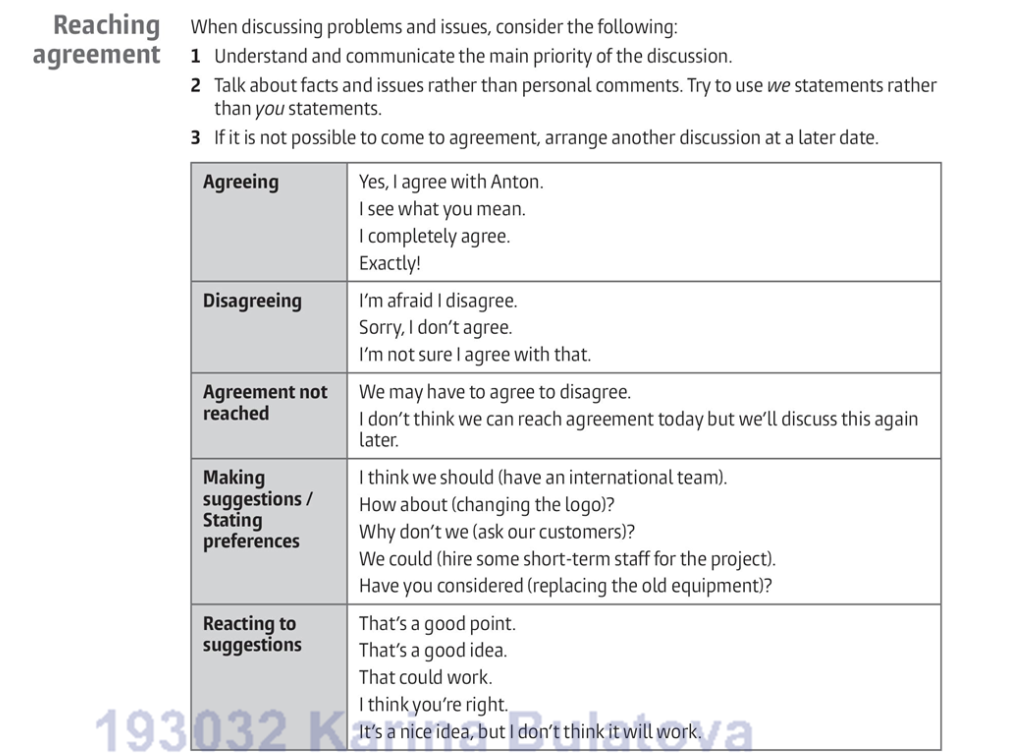 Reaching
agreement
When discussing problems and issues, consider the following:
1 Understand and communicate the main priority of the discussion.
2 Talk about facts and issues rather than personal comments. Try to use we statements rather
than you statements.
3 If it is not possible to come to agreement, arrange another discussion at a later date.
Agreeing
Yes, I agree with Anton.
I see what you mean.
I completely agree.
Exactly!
Disagreeing
I'm afraid I disagree.
Sorry, I don't agree.
I'm not sure I agree with that.
Agreement not
reached
We may have to agree to disagree.
I don't think we can reach agreement today but we'll discuss this again
later.
Making
suggestions /
Stating
preferences
I think we should (have an international team).
How about (changing the logo)?
Why don't we (ask our customers)?
We could (hire some short-term staff for the project).
Have you considered (replacing the old equipment)?
Reacting to
suggestions
That's a good point.
That's a good idea.
That could work.
I think you're right.
It's a nice idea, but I don't think it will work.
193032 Karina Bulatova